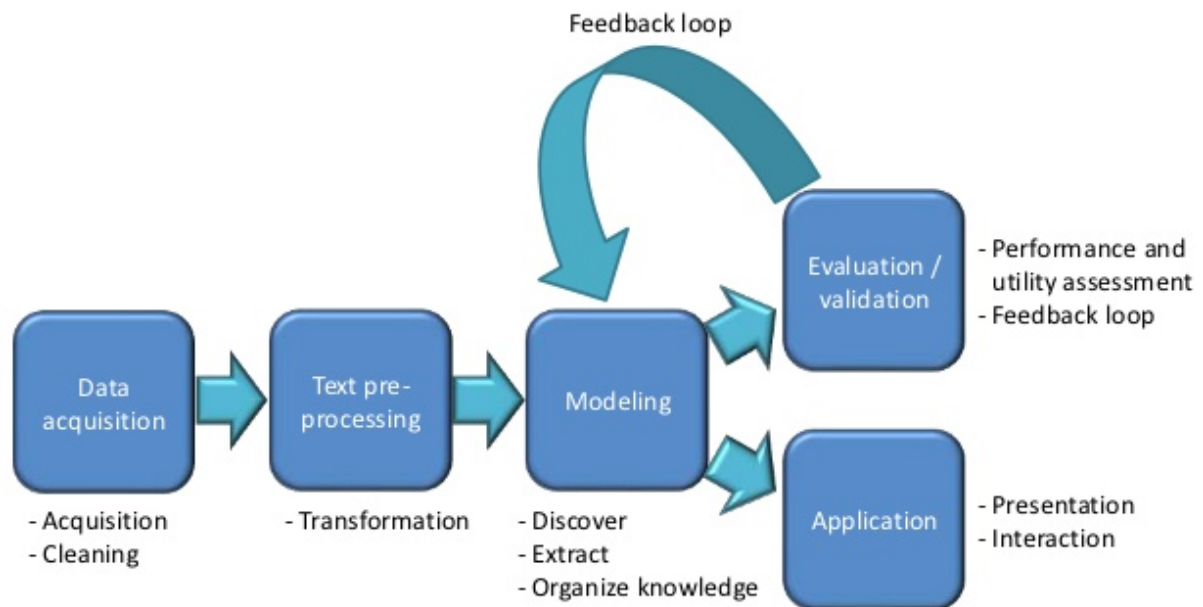 Feedback loop
Evaluation /
validation
- Performance and
utility assessment
- Feedback loop
Data
acquisition
Text pre-
processing
Modeling
- Acquisition
- Cleaning
- Transformation
- Discover
- Extract
- Organize knowledge
Application
- Presentation
- Interaction